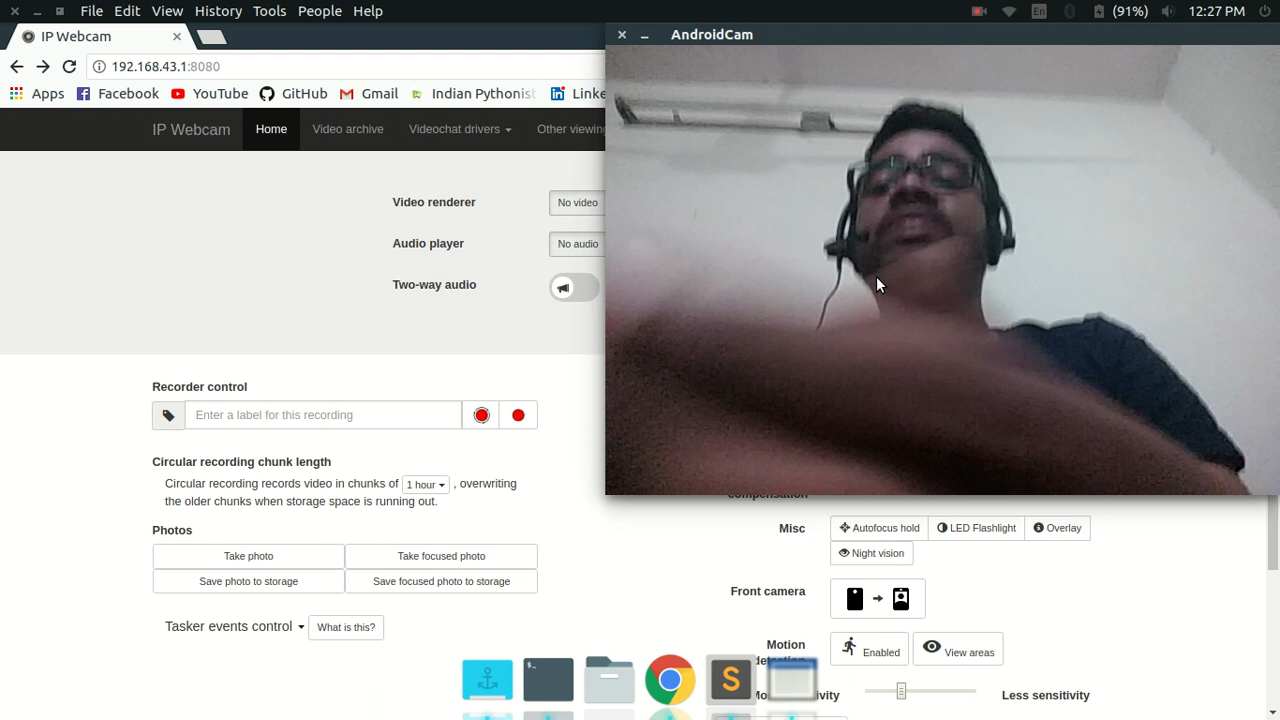 File Edit View History Tools People Help
En (91%) 12:27 PM
IP Webcam
AndroidCam
192.168.43.1:8080
Apps Facebook YouTube GitHub Gmail Indian Pythonist Linke
IP Webcam Home Video archive Videochat drivers Other viewing
Video renderer No video
Audio player No audio
Two-way audio
Recorder control
Enter a label for this recording
Circular recording chunk length
Circular recording records video in chunks of 1 hour , overwriting
the older chunks when storage space is running out.
Photos
Take photo Take focused photo
Save photo to storage Save focused photo to storage
Tasker events control What is this?
compensation
Misc Autofocus hold LED Flashlight Overlay
Night vision
Front camera
Motion
Enabled View areas
Less sensitivity